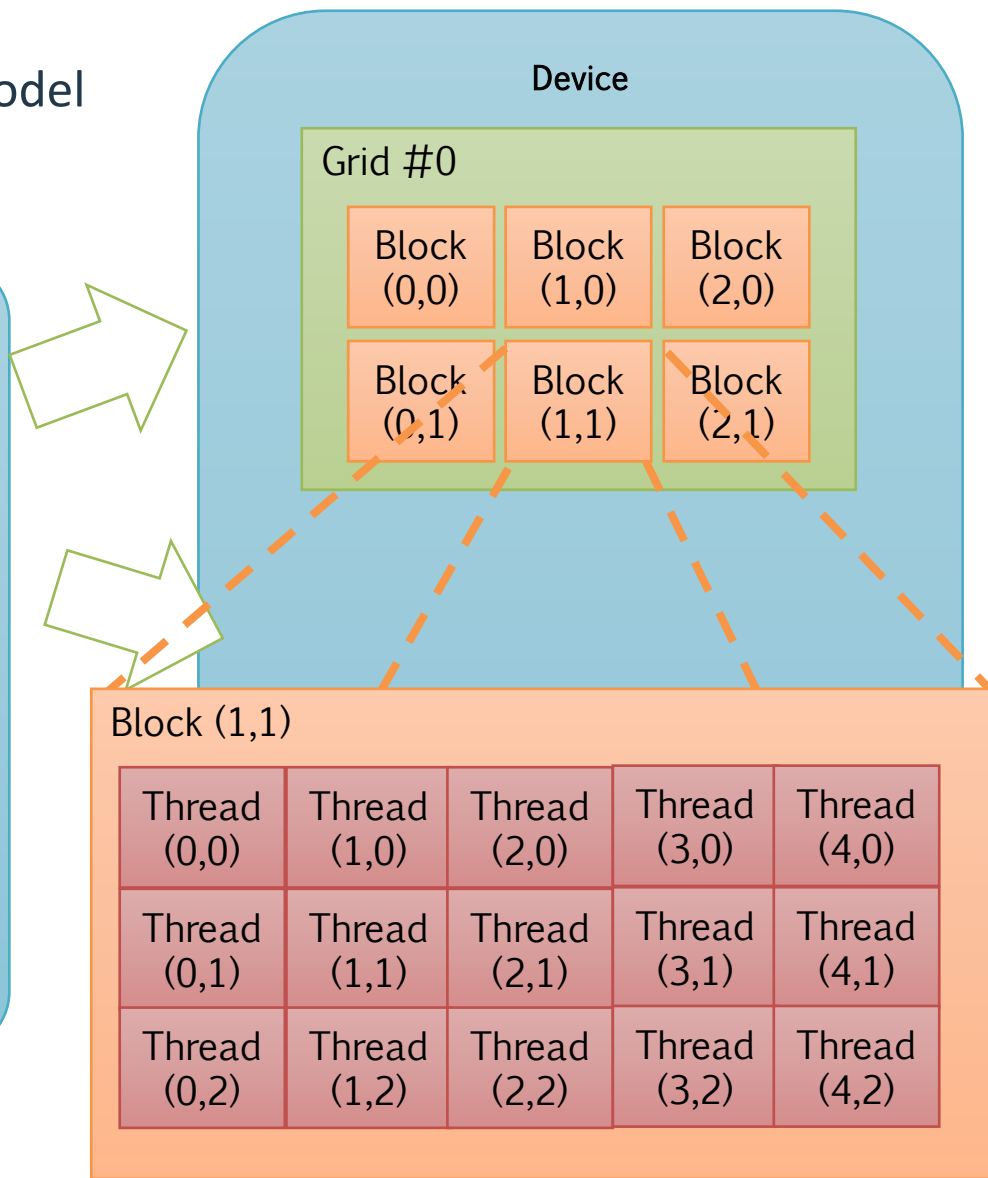 odel
Device
Grid #0
Block Block Block
(0,0) (1,0) (2,0)
Block Block Block
(0,1) (1,1) (2,1)
Block (1,1)
Thread Thread Thread Thread Thread
(0,0) (1,0) (2,0) (3,0) (4,0)
Thread Thread Thread Thread Thread
(0,1) (1,1) (2,1) (3,1) (4,1)
Thread Thread Thread Thread Thread
(0,2) (1,2) (2,2) (3,2) (4,2)